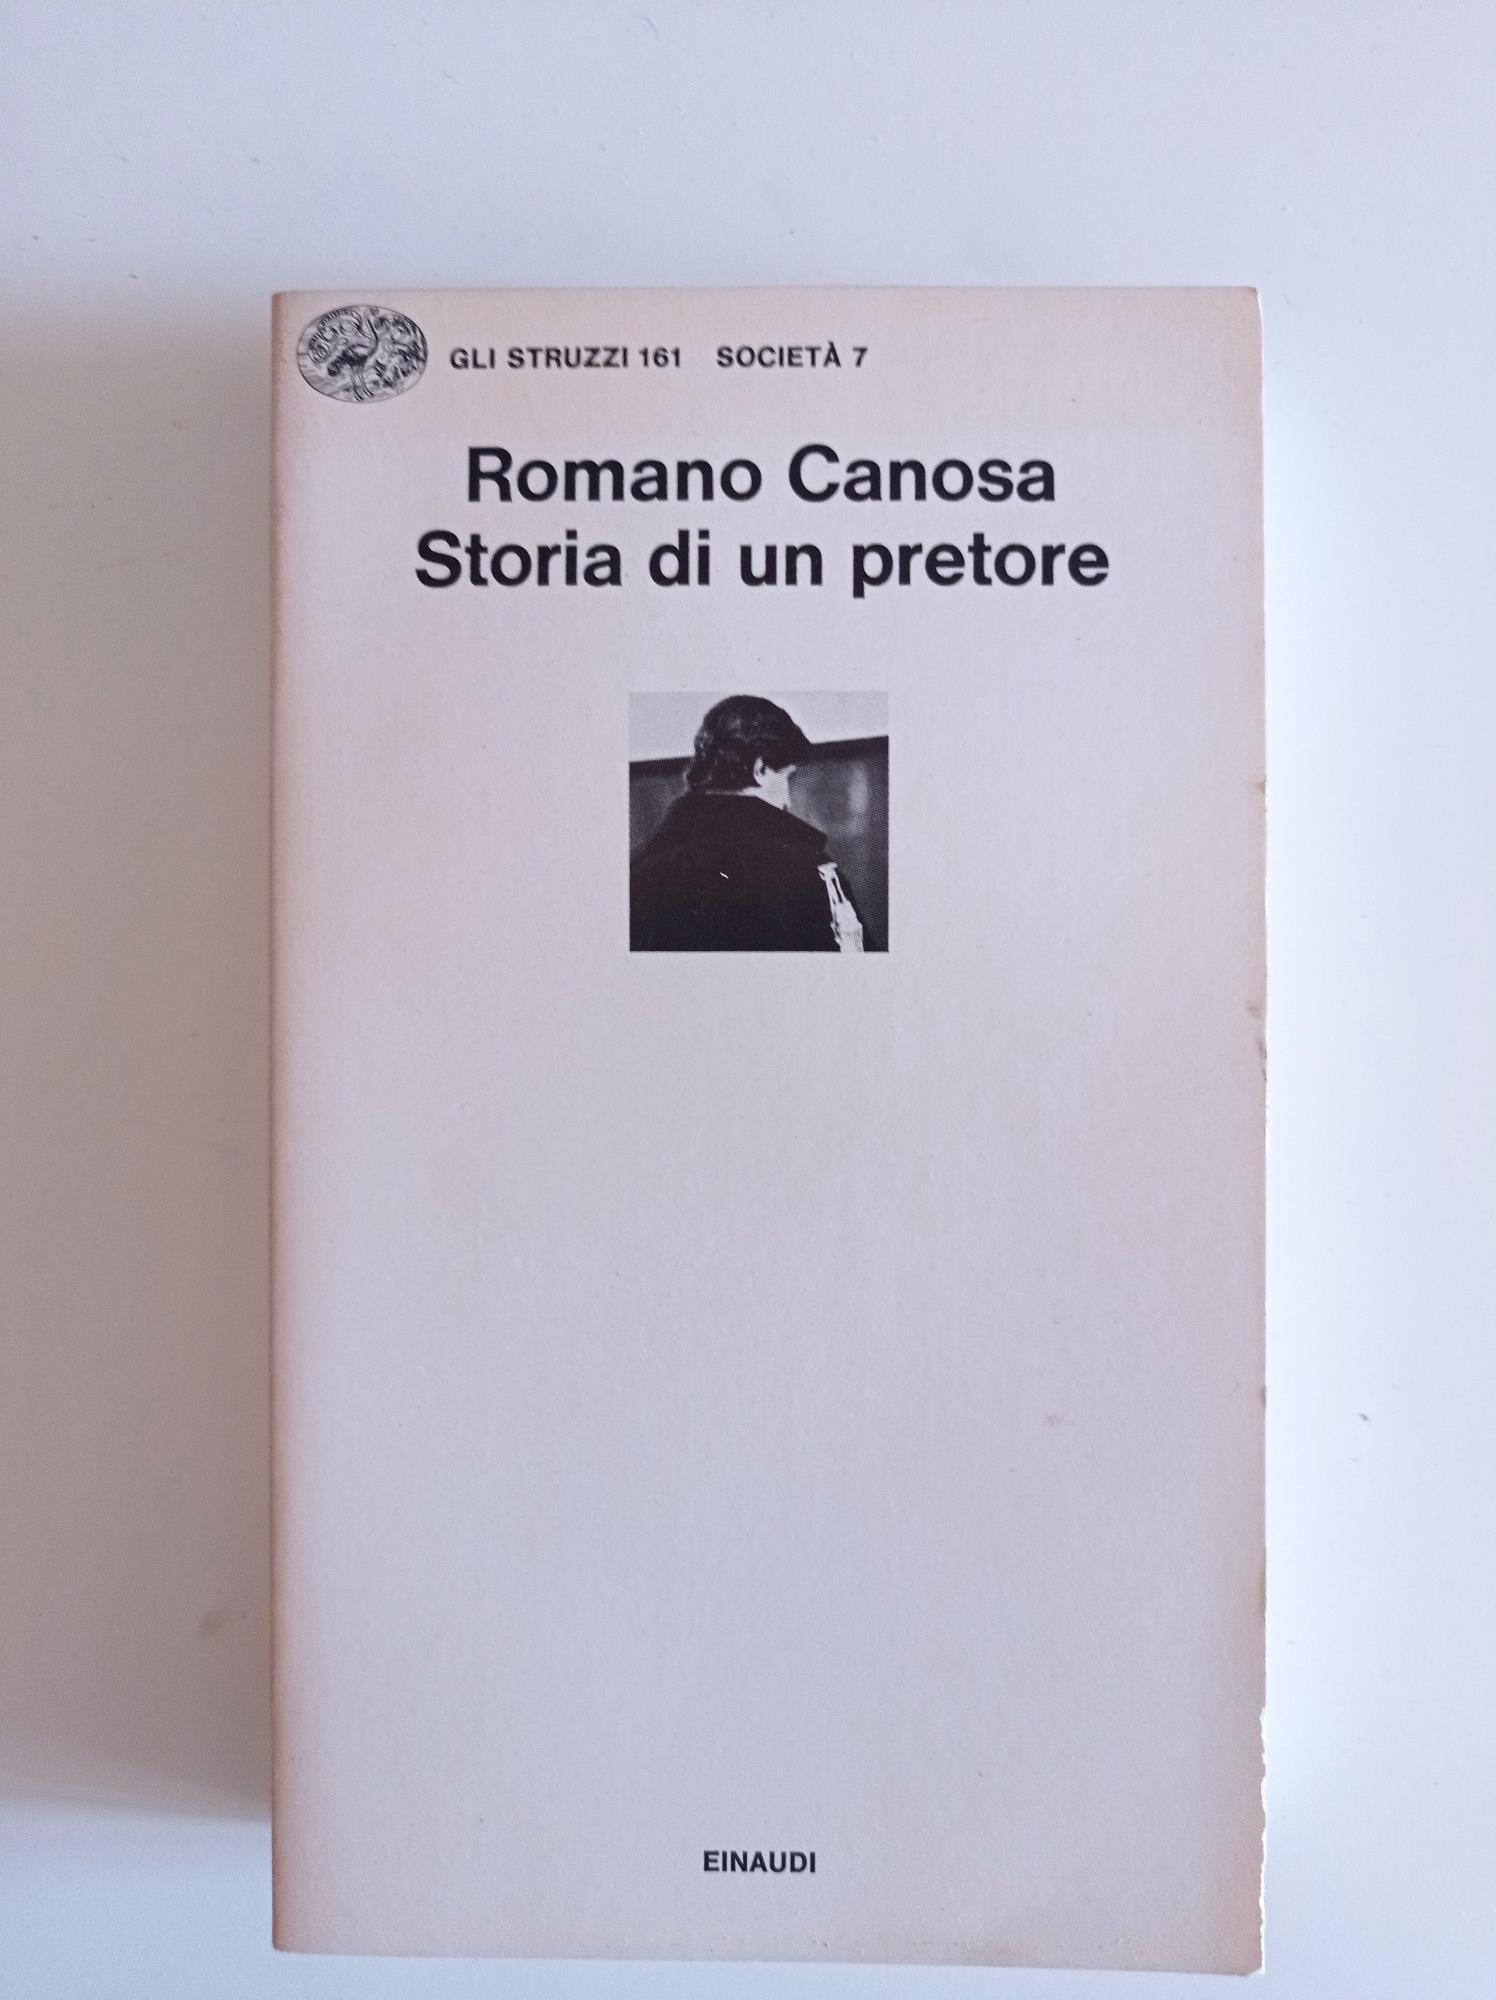 GLI STRUZZI 161 SOCIETÀ 7
Romano Canosa
Storia di un pretore
EINAUDI